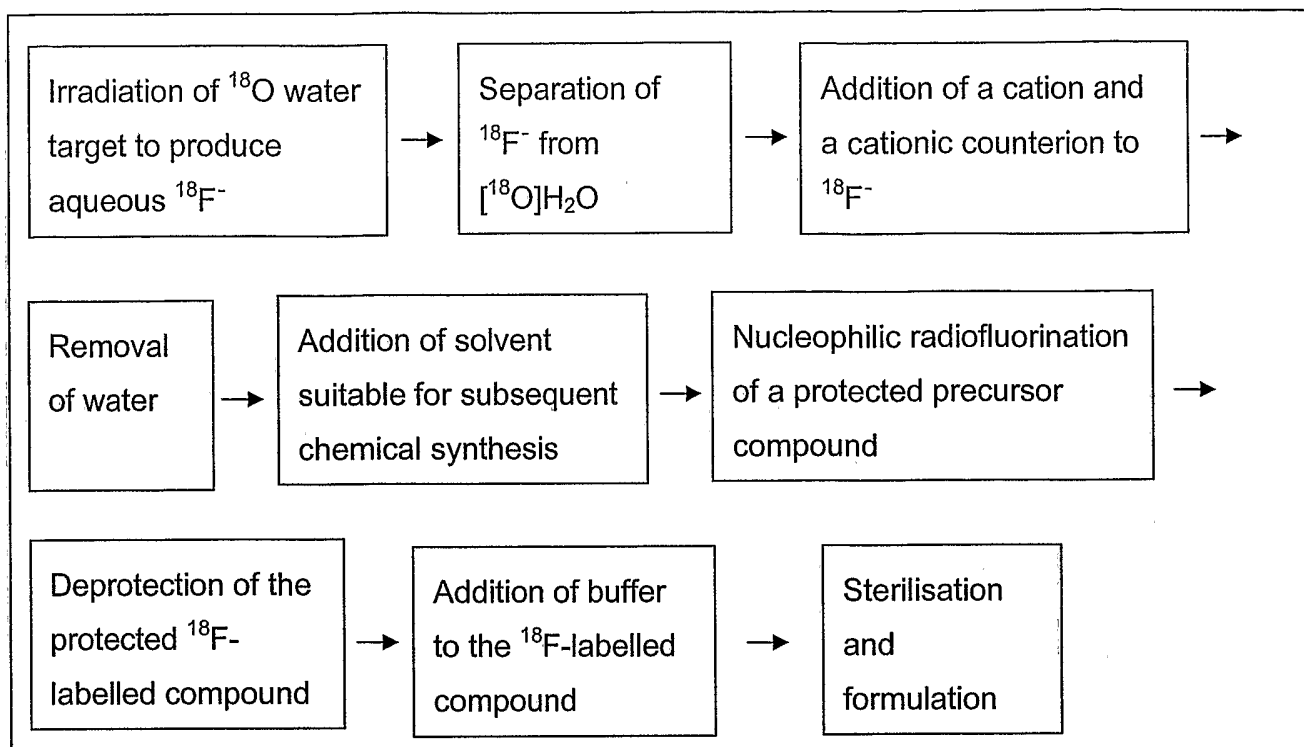 Irradiation of ¹⁸O water
target to produce
aqueous ¹⁸F⁻
Separation of
¹⁸F⁻ from
[¹⁸O]H₂O
Addition of a cation and
a cationic counterion to
¹⁸F⁻
Removal
of water
Addition of solvent
suitable for subsequent
chemical synthesis
Nucleophilic radiofluorination
of a protected precursor
compound
Deprotection of the
protected ¹⁸F-
labelled compound
Addition of buffer
to the ¹⁸F-labelled
compound
Sterilisation
and
formulation